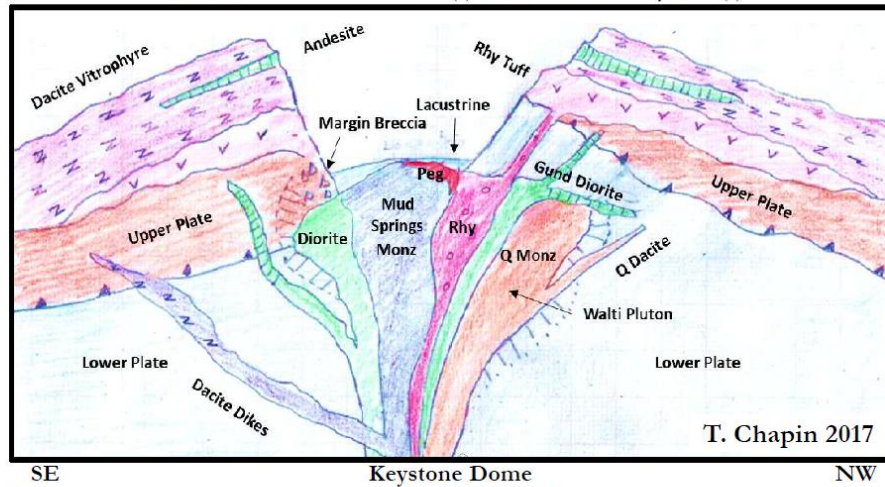 Andesite
Dacite Vitrophyre
Rhy Tuff
Lacustrine
Margin Breccia
Peg
Gund Diorite
Upper Plate
Upper Plate
Mud
Springs
Monz
Rhy
Diorite
Q Monz
Q Dacite
Walti Pluton
Lower Plate
Lower Plate
Dacite Dikes
T. Chapin 2017
SE
Keystone Dome
NW